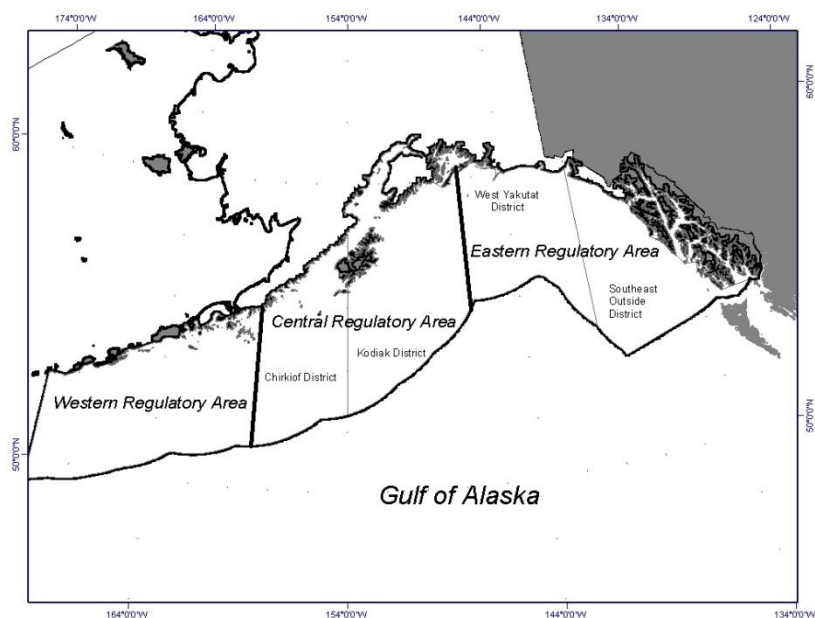 174°0'0"W
164°0'0"W
154°0'0"W
144°0'0"W
134°0'0"W
124°0'0"W
60°0'0"N
60°0'0"N
West Yakutat
District
Eastern Regulatory Area
Southeast
Outside
District
Central Regulatory Area
Kodiak District
Chirkiof District
Western Regulatory Area
50°0'0"N
50°0'0"N
Gulf of Alaska
164°0'0"W
154°0'0"W
144°0'0"W
134°0'0"W